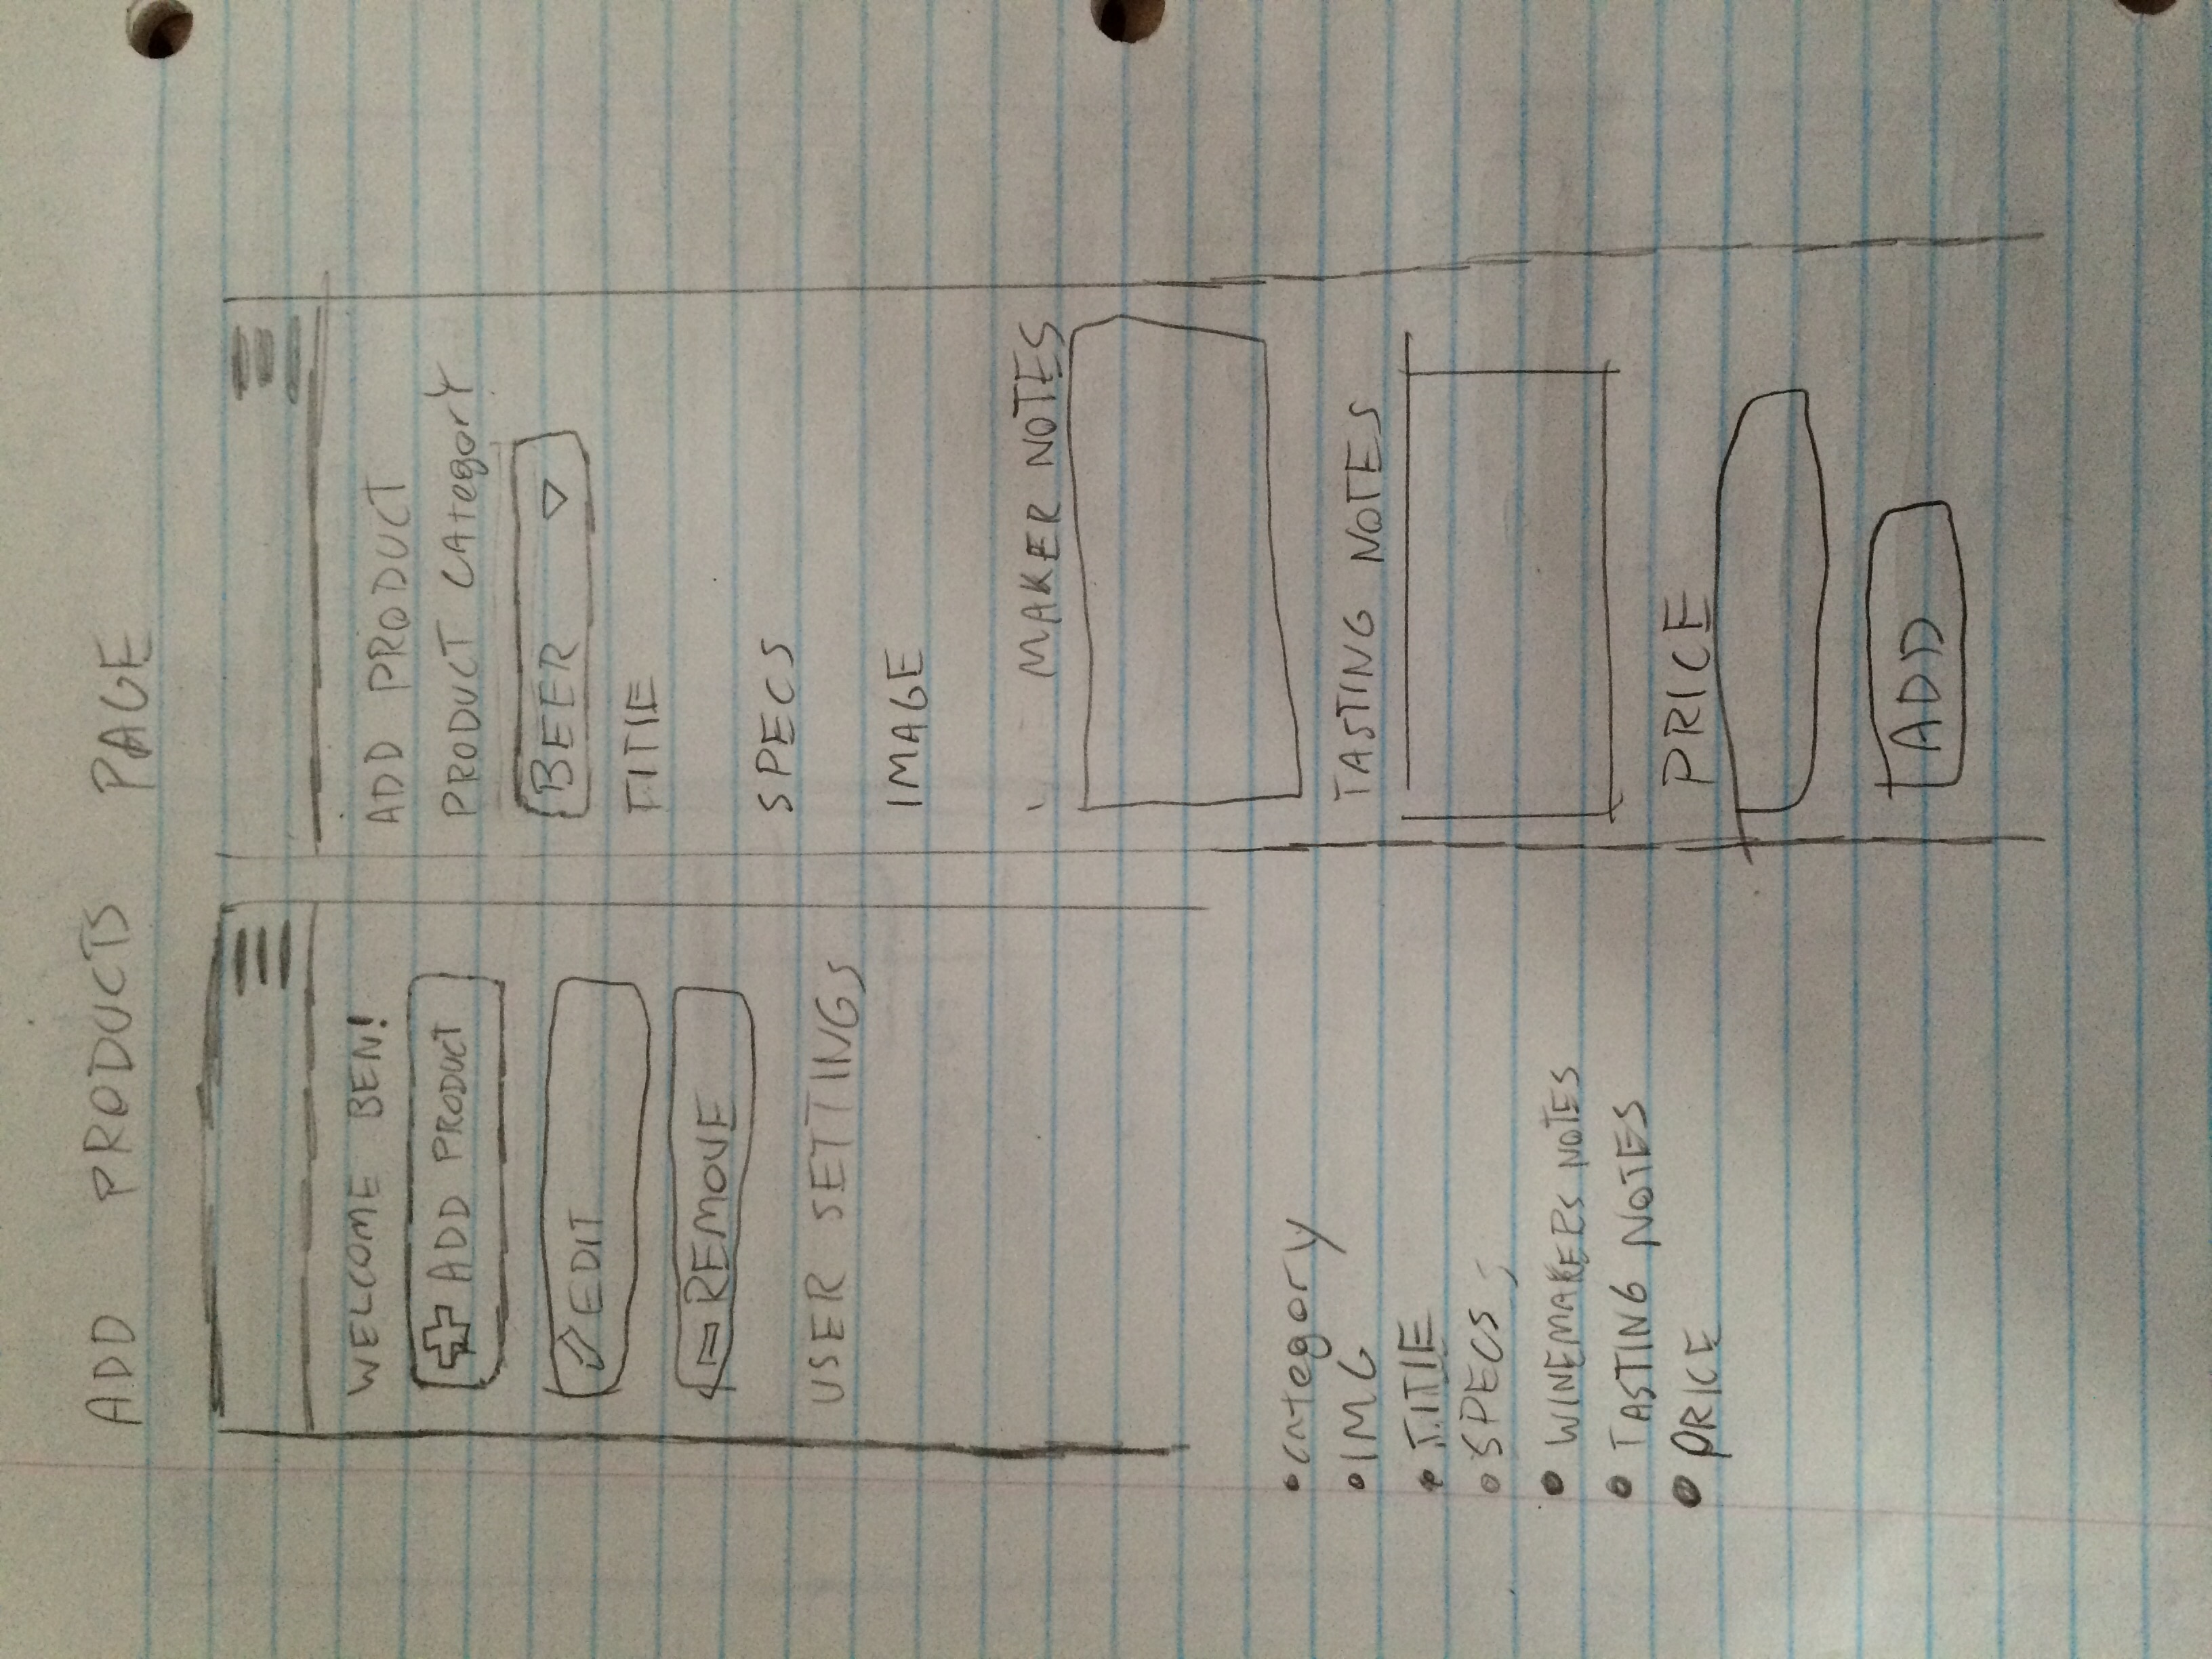 ADD PRODUCTS PAGE
WELCOME BEN!
ADD PRODUCT
EDIT
REMOVE
USER SETTINGS
ADD PRODUCT
PRODUCT CAtegorY
BEER
TITlE
SPECS
IMAGE
MAKER NOTES
TASTING NOTES
PRICE
ADD
• category
• IMG
• TITlE
• SPECS
• WINEMAKERS NOTES
• TASTING NOTES
• PRICE